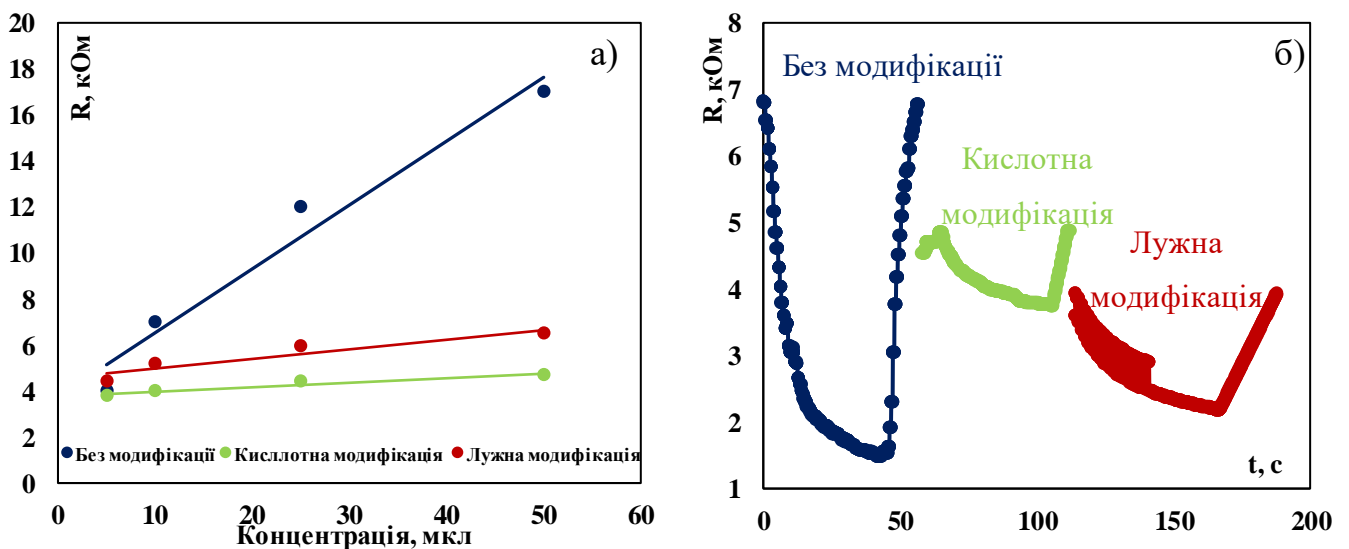 20
18
16
14
12
10
8
6
4
2
0
R, кОм
а)
Без модифікації Кисллотна модифікація Лужна модифікація
0 10 20 30 40 50 60
Концентрація, мкл
8
7
6
5
4
3
2
1
R, кОм
б)
Без модифікації
Кислотна
модифікація
Лужна
модифікація
t, с
0 50 100 150 200